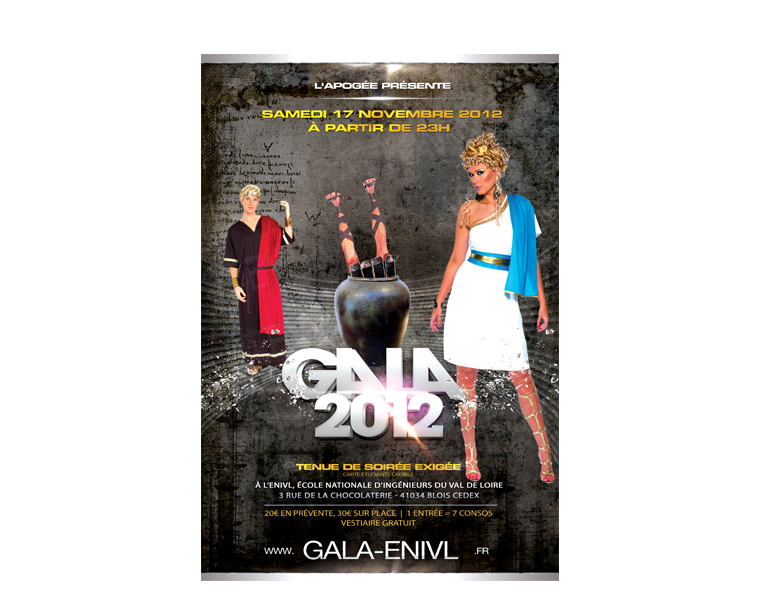 L'APOGÉE PRÉSENTE
SAMEDI 17 NOVEMBRE 2012
À PARTIR DE 23H
GALA
2012
TENUE DE SOIRÉE EXIGÉE
CARTE ÉTUDIANTS EXIGÉE
À L'ENIVL, ÉCOLE NATIONALE D'INGÉNIEURS DU VAL DE LOIRE
3 RUE DE LA CHOCOLATERIE - 41034 BLOIS CEDEX
20€ EN PRÉVENTE, 30€ SUR PLACE | 1 ENTRÉE = 7 CONSOS
VESTIAIRE GRATUIT
WWW. GALA-ENIVL .FR